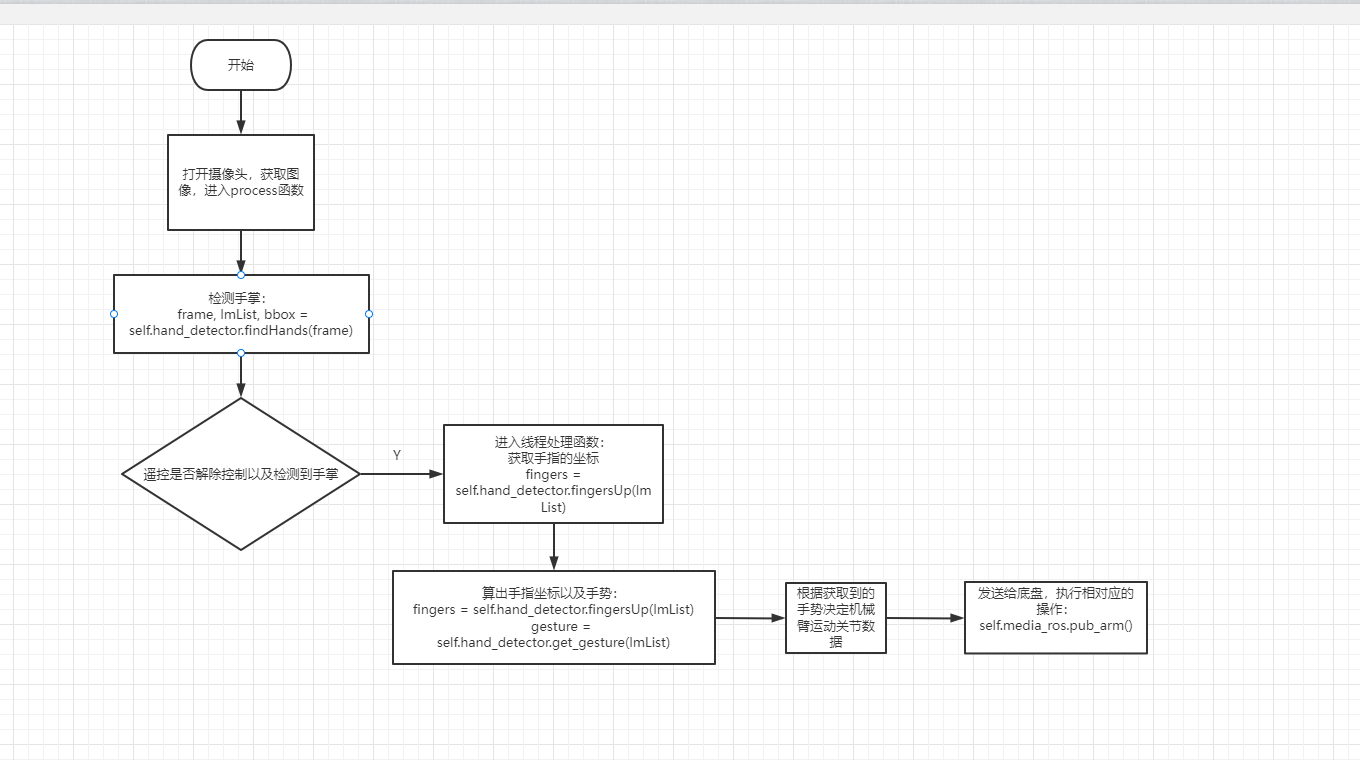 开始
打开摄像头，获取图
像，进入process函数
检测手掌：
frame, lmList, bbox =
self.hand_detector.findHands(frame)
遥控是否解除控制以及检测到手掌
Y
进入线程处理函数：
获取手指的坐标
fingers =
self.hand_detector.fingersUp(lm
List)
算出手指坐标以及手势：
fingers = self.hand_detector.fingersUp(lmList)
gesture =
self.hand_detector.get_gesture(lmList)
根据获取到的
手势决定机械
臂运动关节数
据
发送给底盘，执行相对应的
操作：
self.media_ros.pub_arm()